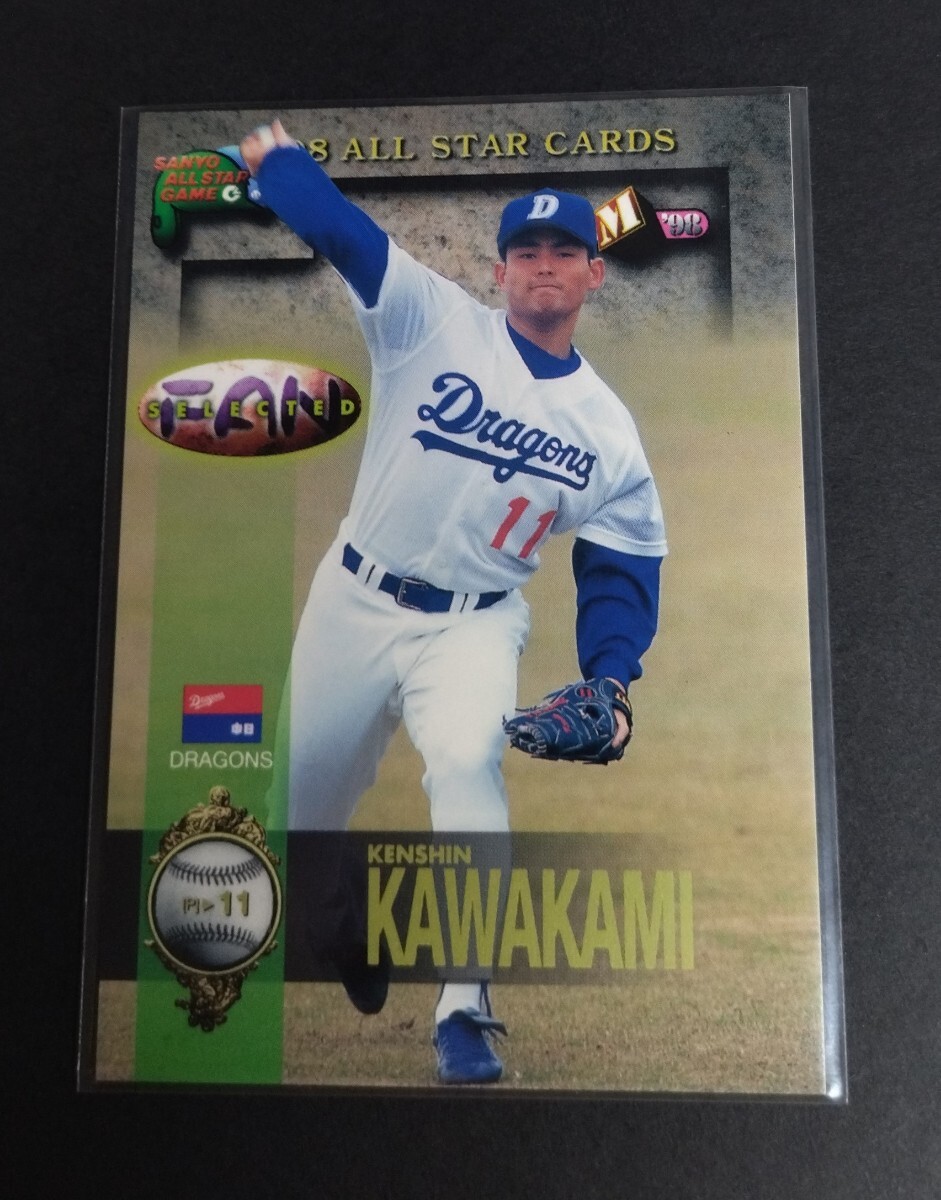 98 ALL STAR CARDS
SANYO
ALL STAR
GAME
D
M
'98
FAN
SELECTED
Dragons
11
Dragons
中日
DRAGONS
[P]➤11
KENSHIN
KAWAKAMI